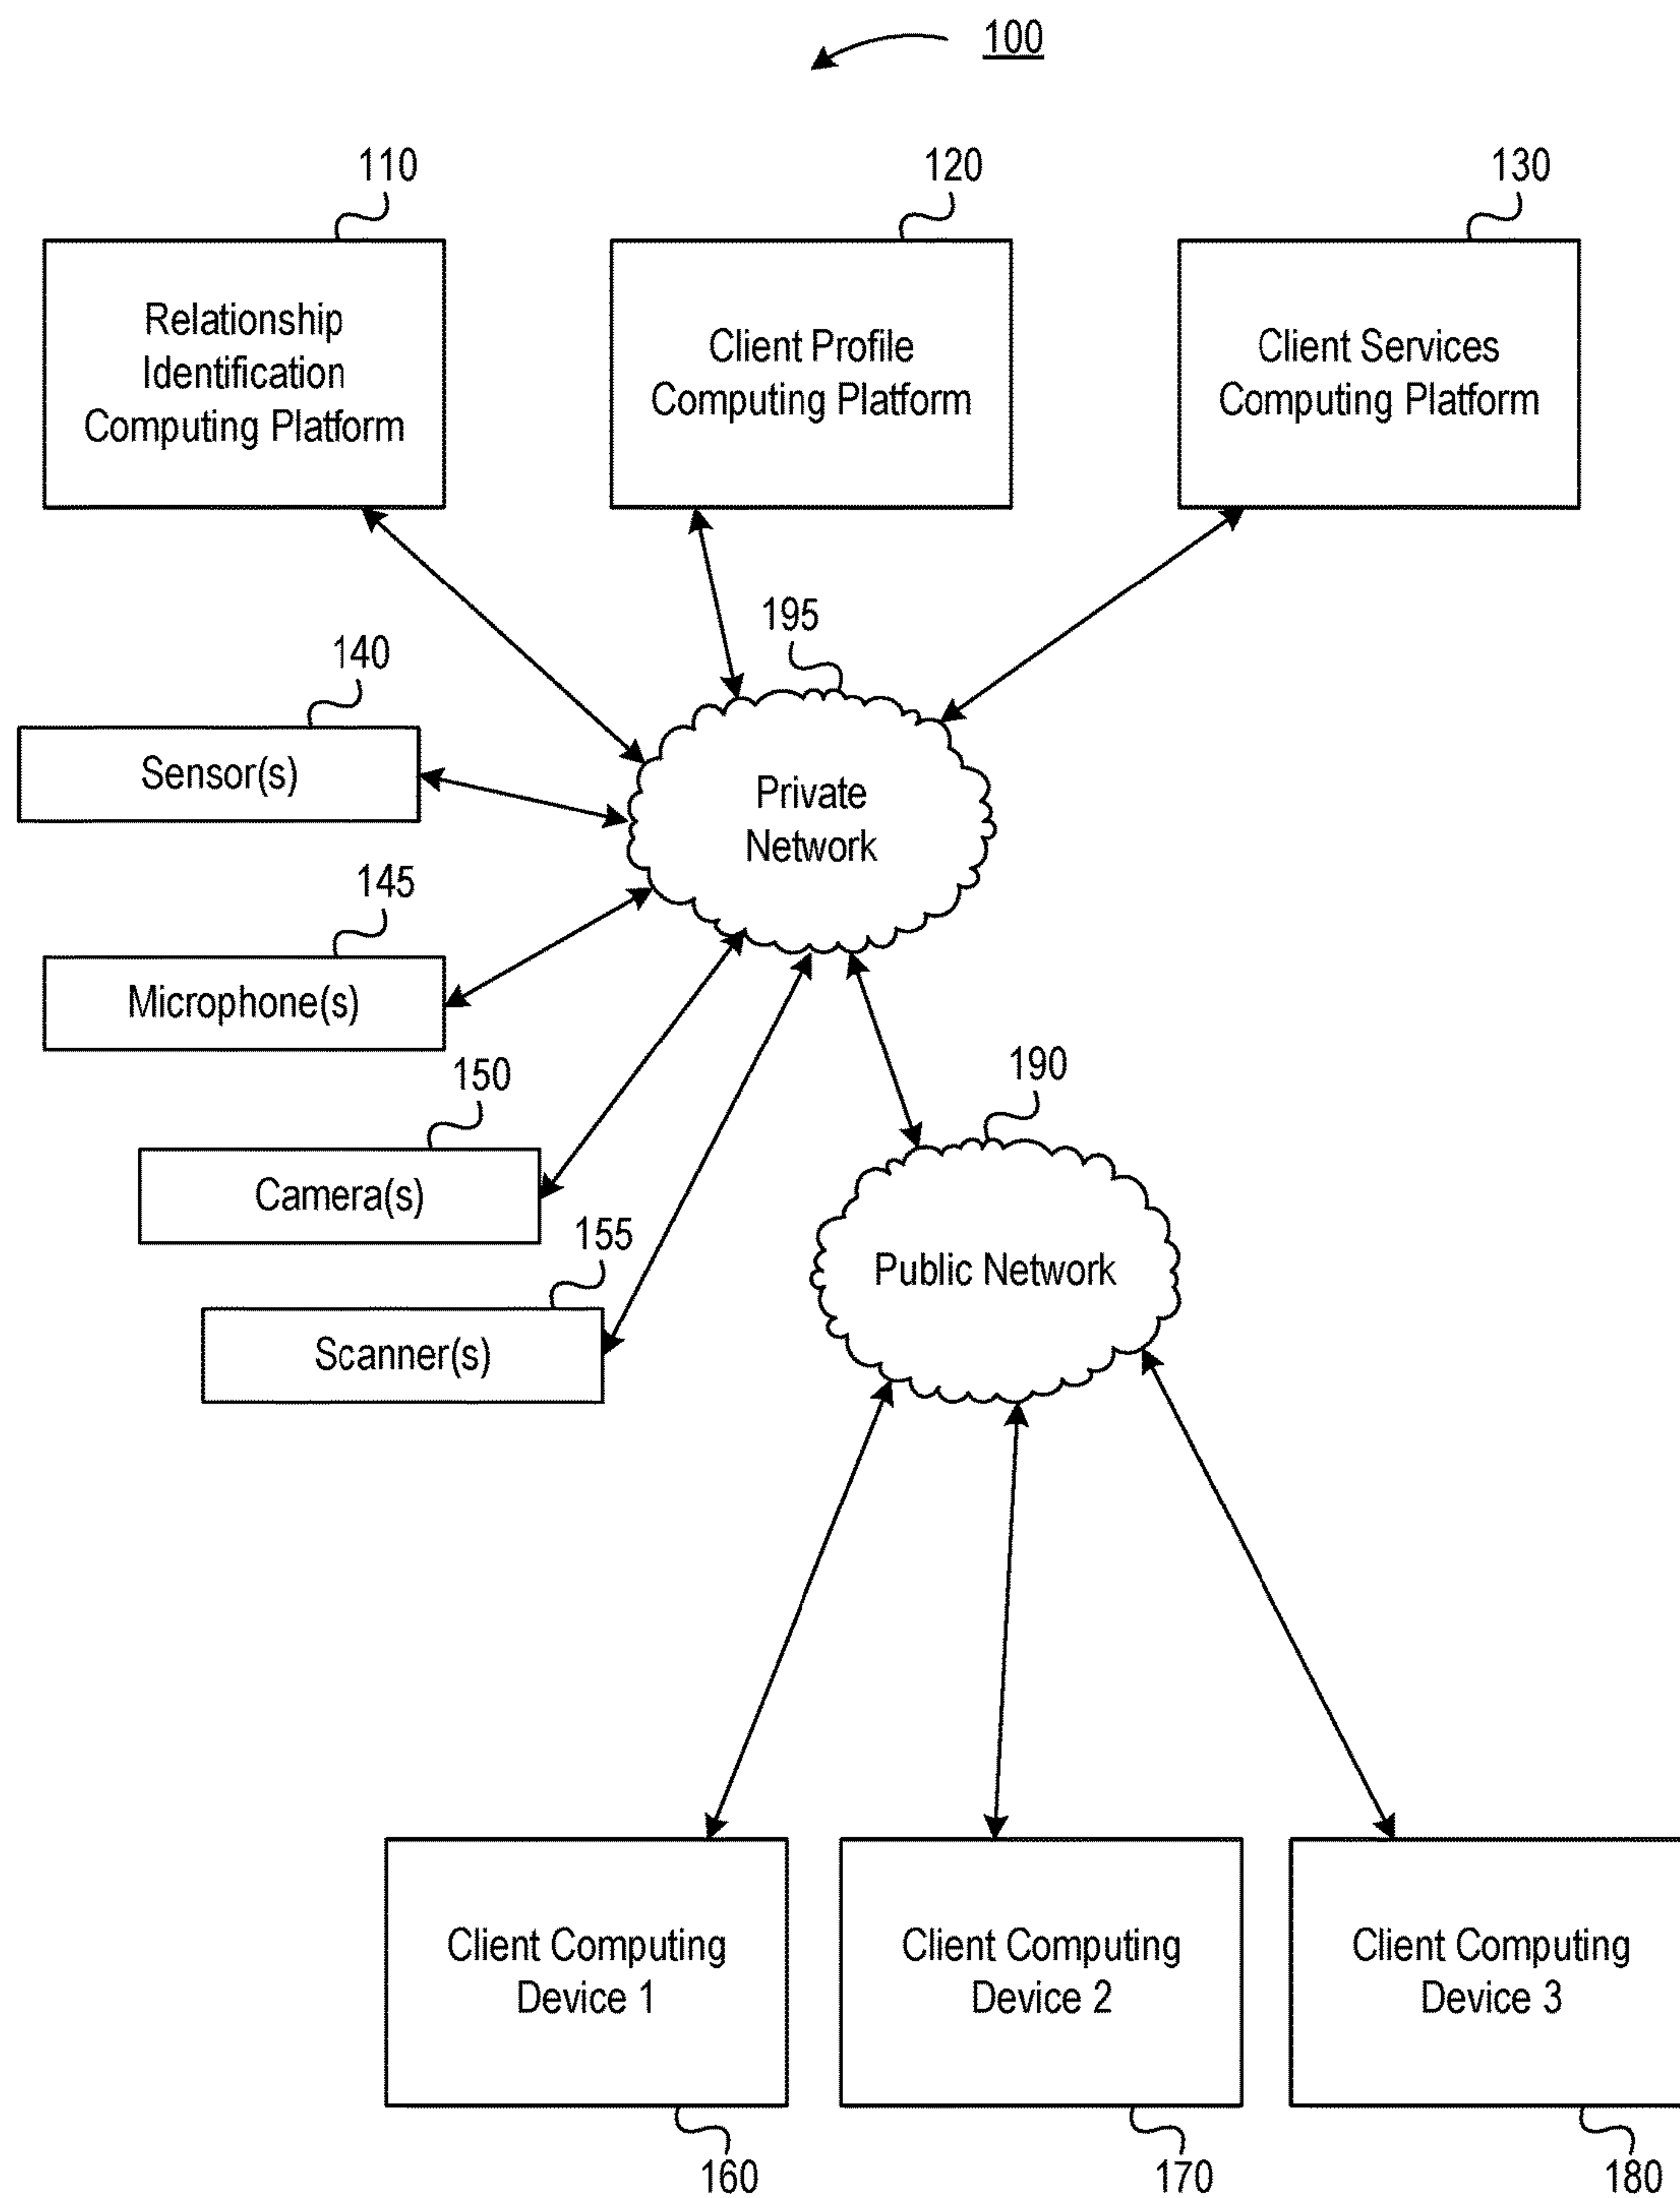 100
110
120
130
Relationship
Identification
Computing Platform
Client Profile
Computing Platform
Client Services
Computing Platform
195
140
Sensor(s)
Private
Network
145
Microphone(s)
150
190
Camera(s)
155
Public Network
Scanner(s)
Client Computing
Device 1
Client Computing
Device 2
Client Computing
Device 3
160
170
180